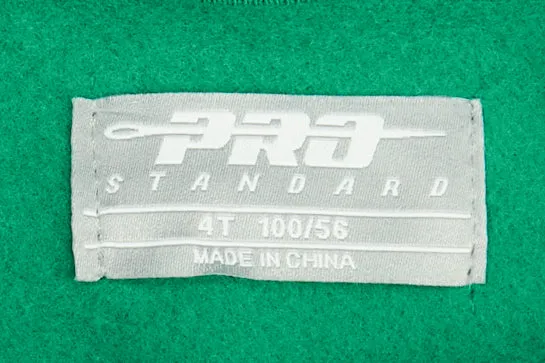 PRO
STANDARD
4T 100/56
MADE IN CHINA